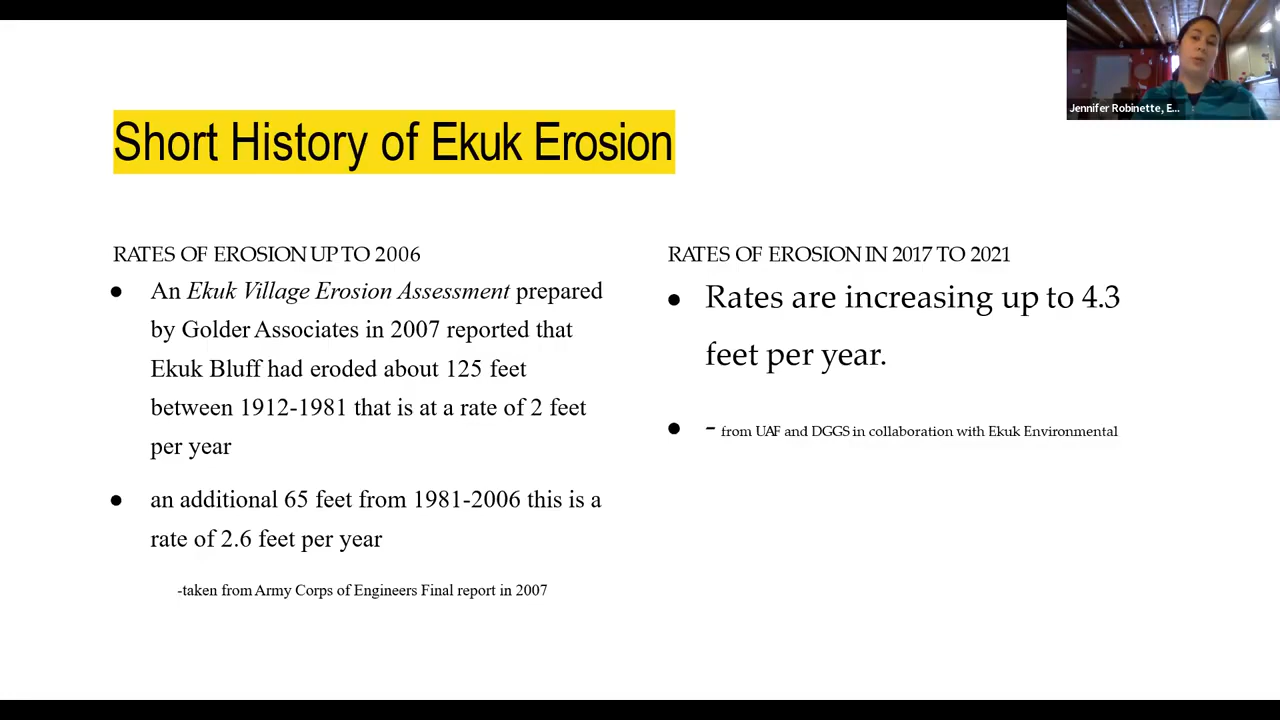 Jennifer Robinette, E...
Short History of Ekuk Erosion
RATES OF EROSION UP TO 2006
● An Ekuk Village Erosion Assessment prepared
by Golder Associates in 2007 reported that
Ekuk Bluff had eroded about 125 feet
between 1912-1981 that is at a rate of 2 feet
per year
● an additional 65 feet from 1981-2006 this is a
rate of 2.6 feet per year
-taken from Army Corps of Engineers Final report in 2007
RATES OF EROSION IN 2017 TO 2021
● Rates are increasing up to 4.3
feet per year.
● - from UAF and DGGS in collaboration with Ekuk Environmental